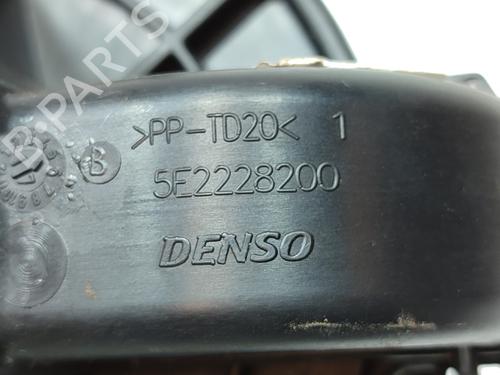 >PP-TD20< 1
B
5E2228200
DENSO
B-PARTS